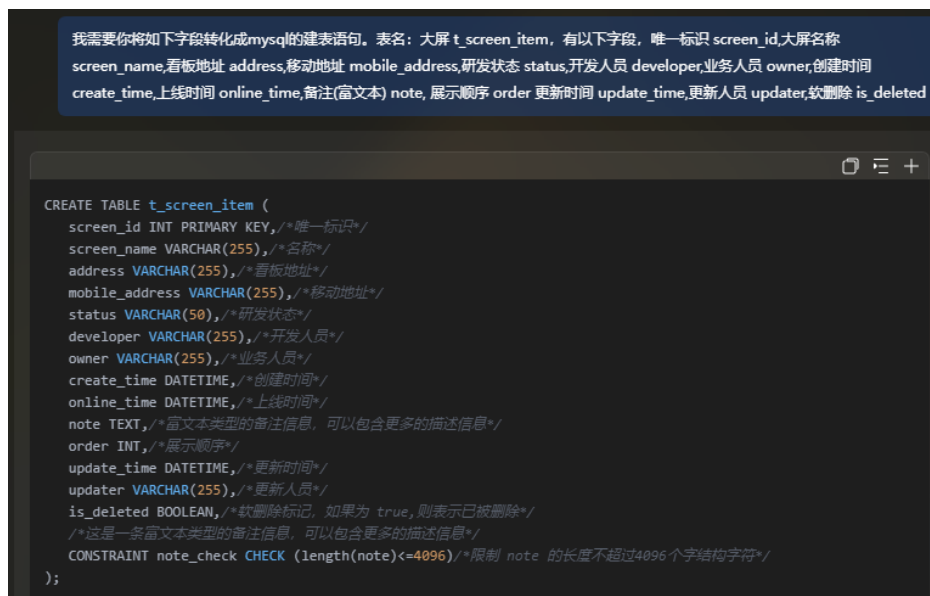 我需要你将如下字段转化成mysql的建表语句。表名：大屏 t_screen_item，有以下字段，唯一标识 screen_id,大屏名称
screen_name,看板地址 address,移动地址 mobile_address,研发状态 status,开发人员 developer,业务人员 owner,创建时间
create_time,上线时间 online_time,备注(富文本) note, 展示顺序 order 更新时间 update_time,更新人员 updater,软删除 is_deleted
CREATE TABLE t_screen_item (
screen_id INT PRIMARY KEY,/*唯一标识*/
screen_name VARCHAR(255),/*名称*/
address VARCHAR(255),/*看板地址*/
mobile_address VARCHAR(255),/*移动地址*/
status VARCHAR(50),/*研发状态*/
developer VARCHAR(255),/*开发人员*/
owner VARCHAR(255),/*业务人员*/
create_time DATETIME,/*创建时间*/
online_time DATETIME,/*上线时间*/
note TEXT,/*富文本类型的备注信息，可以包含更多的描述信息*/
order INT,/*展示顺序*/
update_time DATETIME,/*更新时间*/
updater VARCHAR(255),/*更新人员*/
is_deleted BOOLEAN,/*软删除标记，如果为 true,则表示已被删除*/
/*这是一条富文本类型的备注信息，可以包含更多的描述信息*/
CONSTRAINT note_check CHECK (length(note)<=4096)/*限制 note 的长度不超过4096个字结构字符*/
);